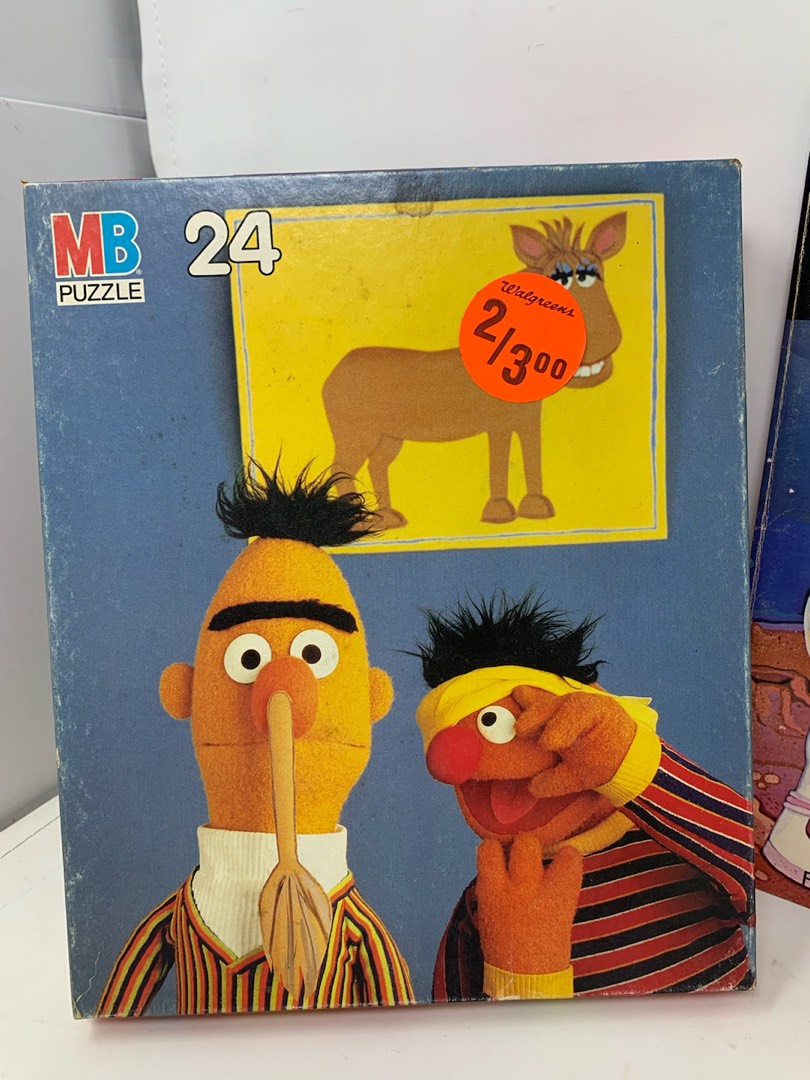 MB
PUZZLE
24
Walgreens
2/3⁰⁰